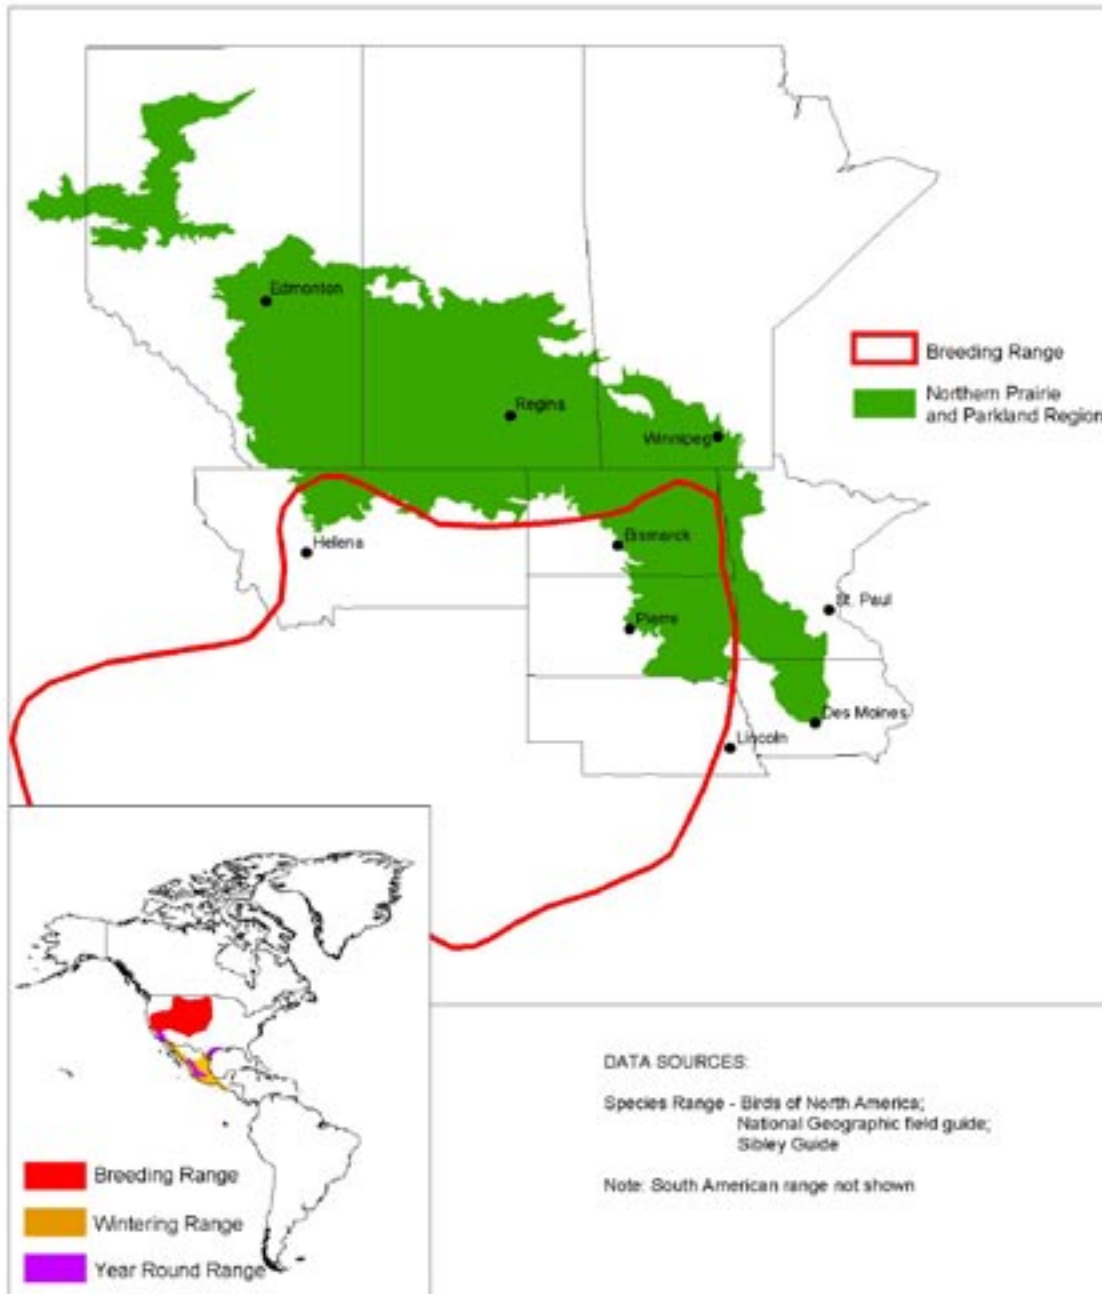 Edmonton
Regina
Winnipeg
Breeding Range
Northern Prairie
and Parkland Region
Helena
Bismarck
Pierre
St. Paul
Des Moines
Lincoln
Breeding Range
Wintering Range
Year Round Range
DATA SOURCES:
Species Range - Birds of North America;
National Geographic field guide;
Sibley Guide
Note: South American range not shown